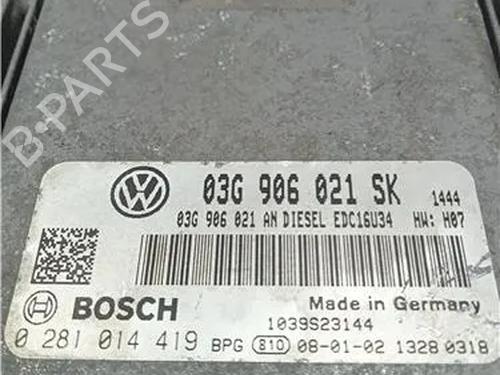 B-PARTS
03G 906 021 SK 1444
03G 906 021 AN DIESEL EDC16U34 HW: H07
BOSCH
Made in Germany
1039S23144
0 281 014 419 BPG 810 08-01-02 1328 0318